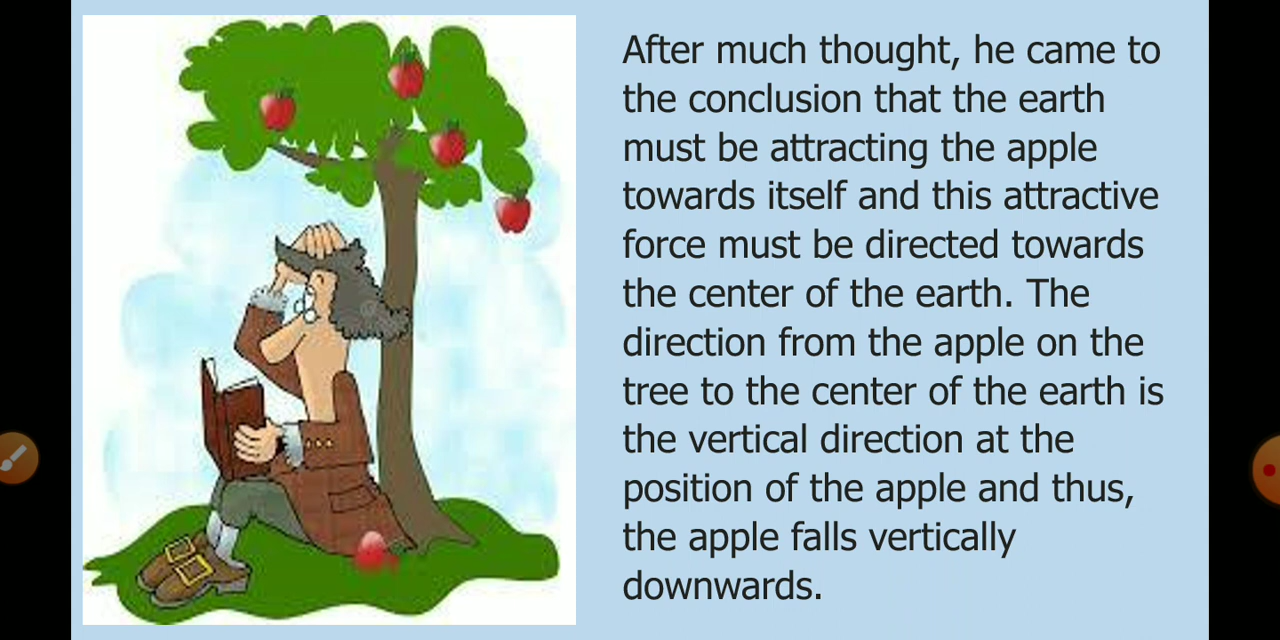 After much thought, he came to
the conclusion that the earth
must be attracting the apple
towards itself and this attractive
force must be directed towards
the center of the earth. The
direction from the apple on the
tree to the center of the earth is
the vertical direction at the
position of the apple and thus,
the apple falls vertically
downwards.